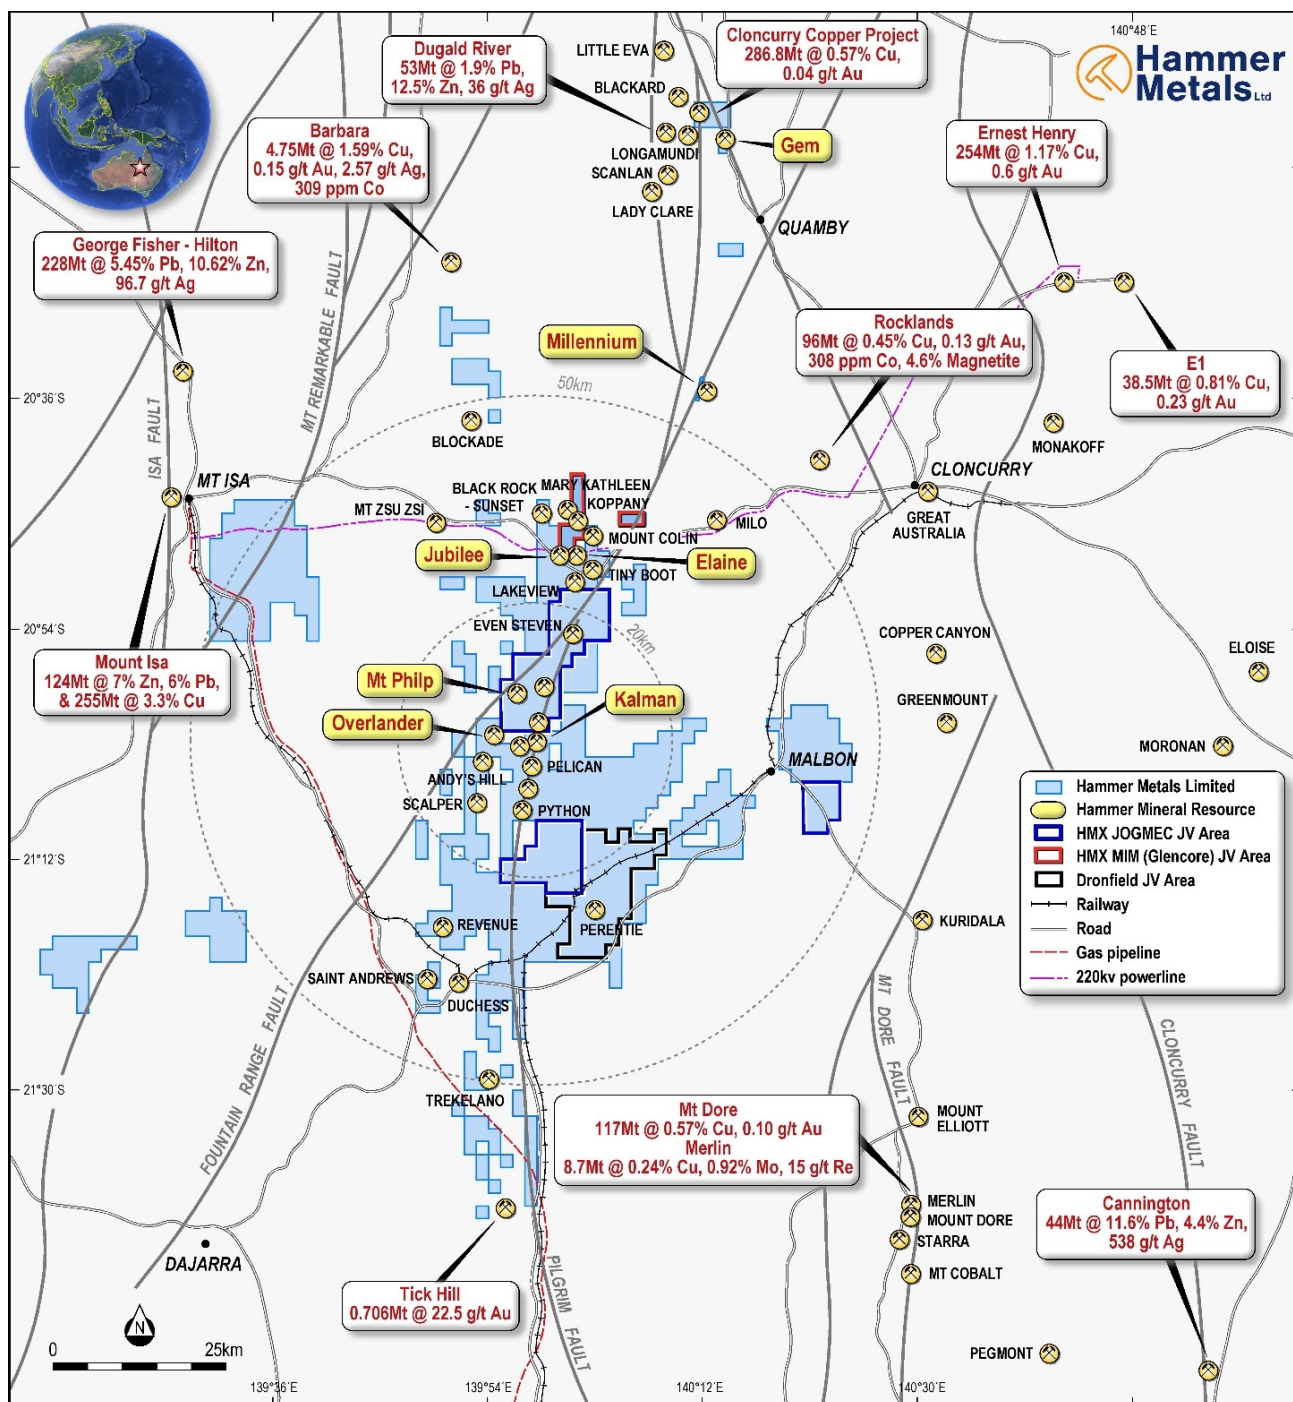 140°48'E
Hammer
Metals Ltd
Dugald River
53Mt @ 1.9% Pb,
12.5% Zn, 36 g/t Ag
LITTLE EVA
Cloncurry Copper Project
286.8Mt @ 0.57% Cu,
0.04 g/t Au
BLACKARD
Barbara
4.75Mt @ 1.59% Cu,
0.15 g/t Au, 2.57 g/t Ag,
309 ppm Co
LONGAMUNDI
Gem
SCANLAN
LADY CLARE
Ernest Henry
254Mt @ 1.17% Cu,
0.6 g/t Au
QUAMBY
George Fisher - Hilton
228Mt @ 5.45% Pb, 10.62% Zn,
96.7 g/t Ag
MT REMARKABLE FAULT
Millennium
Rocklands
96Mt @ 0.45% Cu, 0.13 g/t Au,
308 ppm Co, 4.6% Magnetite
E1
38.5Mt @ 0.81% Cu,
0.23 g/t Au
50km
20°36'S
ISA FAULT
BLOCKADE
MONAKOFF
MT ISA
CLONCURRY
BLACK ROCK
- SUNSET
MARY KATHLEEN
KOPPANY
MT ZSU ZSI
MILO
GREAT
AUSTRALIA
MOUNT COLIN
Jubilee
Elaine
TINY BOOT
LAKEVIEW
20°54'S
EVEN STEVEN
20km
COPPER CANYON
ELOISE
Mount Isa
124Mt @ 7% Zn, 6% Pb,
& 255Mt @ 3.3% Cu
Mt Philp
Kalman
GREENMOUNT
Overlander
MORONAN
ANDY'S HILL
PELICAN
MALBON
SCALPER
PYTHON
Hammer Metals Limited
Hammer Mineral Resource
HMX JOGMEC JV Area
HMX MIM (Glencore) JV Area
Dronfield JV Area
Railway
Road
Gas pipeline
220kv powerline
21°12'S
REVENUE
PERENTIE
KURIDALA
SAINT ANDREWS
DUCHESS
MT DORE FAULT
CLONCURRY FAULT
FOUNTAIN RANGE FAULT
21°30'S
TREKELANO
Mt Dore
117Mt @ 0.57% Cu, 0.10 g/t Au
Merlin
8.7Mt @ 0.24% Cu, 0.92% Mo, 15 g/t Re
MOUNT
ELLIOTT
MERLIN
MOUNT DORE
STARRA
Cannington
44Mt @ 11.6% Pb, 4.4% Zn,
538 g/t Ag
DAJARRA
PILGRIM FAULT
MT COBALT
Tick Hill
0.706Mt @ 22.5 g/t Au
N
0
25km
PEGMONT
139°36'E
139°54'E
140°12'E
140°30'E